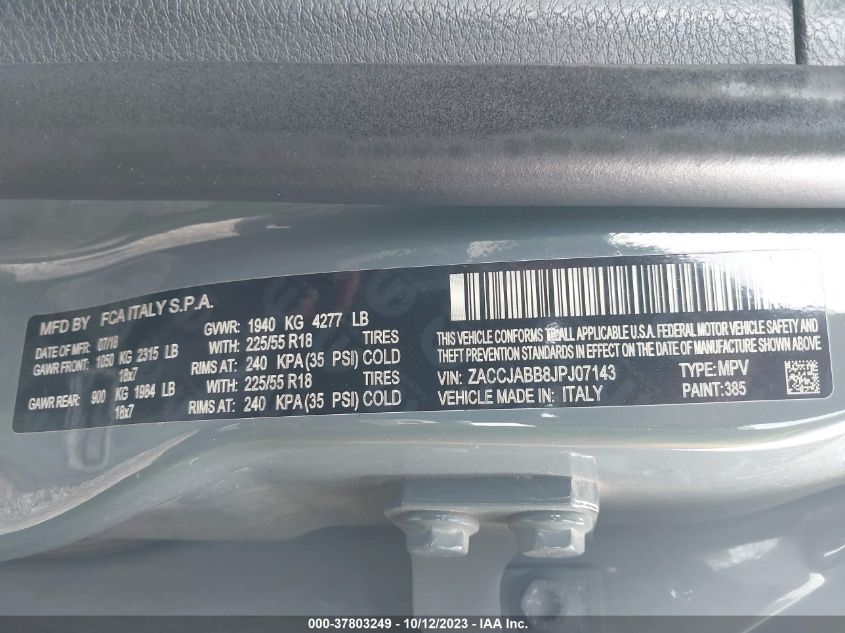 MFD BY FCA ITALY S.P.A.
DATE OF MFR: 07/18
GVWR: 1940 KG 4277 LB
GAWR FRONT: 1050 KG 2315 LB
WITH: 225/55 R18 TIRES
18x7
RIMS AT: 240 KPA(35 PSI) COLD
GAWR REAR: 900 KG 1984 LB
WITH: 225/55 R18 TIRES
18x7
RIMS AT: 240 KPA(35 PSI) COLD
THIS VEHICLE CONFORMS TO ALL APPLICABLE U.S.A. FEDERAL MOTOR VEHICLE SAFETY AND
THEFT PREVENTION STANDARDS IN EFFECT ON THE DATE OF MANUFACTURE SHOWN ABOVE.
VIN: ZACCJABB8JPJ07143 TYPE: MPV
VEHICLE MADE IN: ITALY PAINT:385
000-37803249 - 10/12/2023 - IAA Inc.